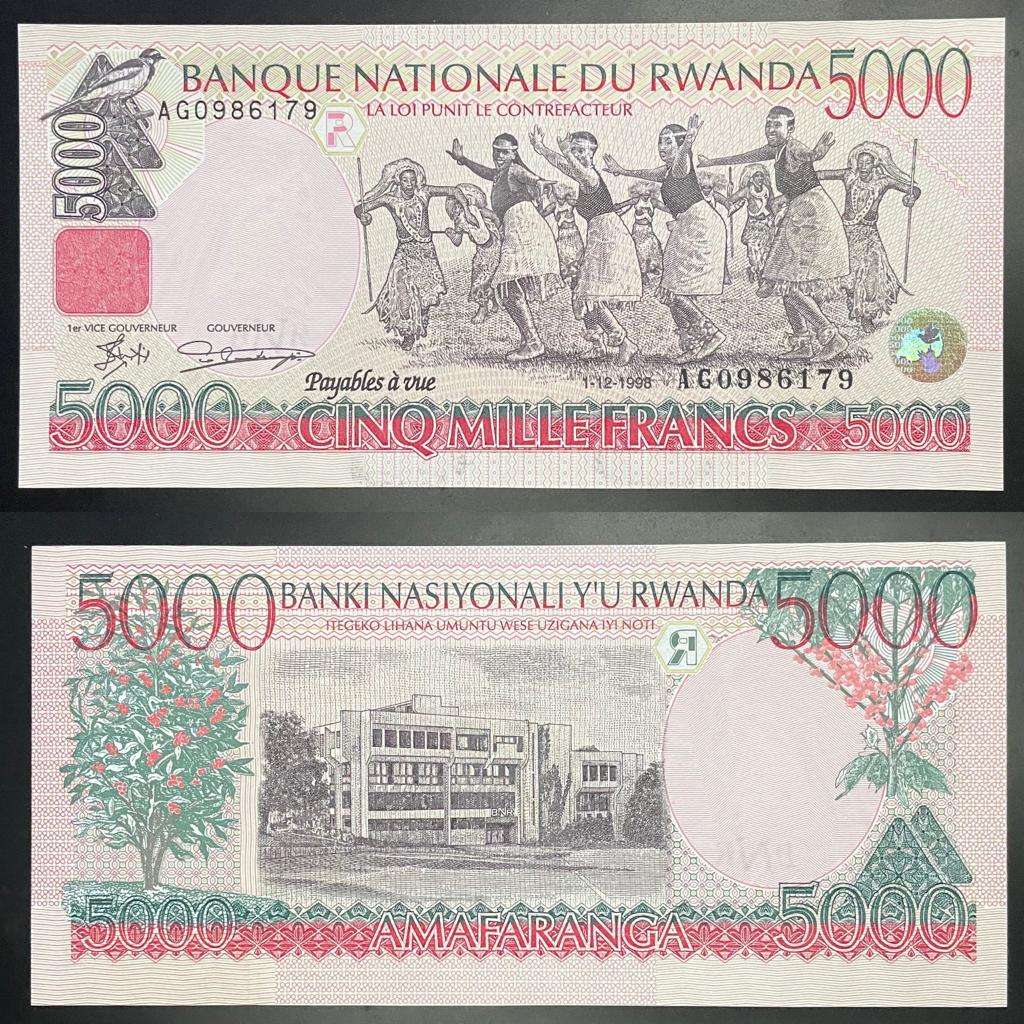 BANQUE NATIONALE DU RWANDA 5000
AG0986179
LA LOI PUNIT LE CONTREFACTEUR
R
5000
1er VICE GOUVERNEUR GOUVERNEUR
Payables à vue
1-12-1998 AG0986179
5000 CINQ MILLE FRANCS 5000
5000 BANKI NASIYONALI Y'U RWANDA 5000
ITEGEKO LIHANA UMUNTU WESE UZIGANA IYI NOTI.
BNR
5000 AMAFARANGA 5000